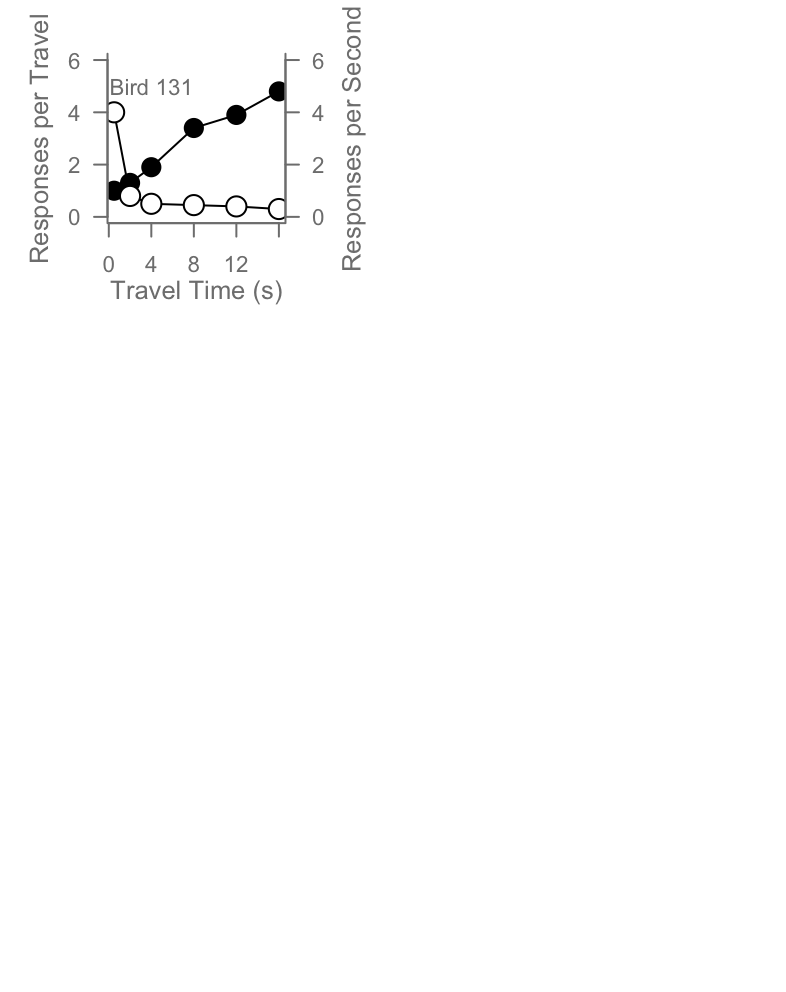 Responses per Travel
Responses per Second
6
6
Bird 131
4
4
2
2
0
0
0 4 8 12
Travel Time (s)